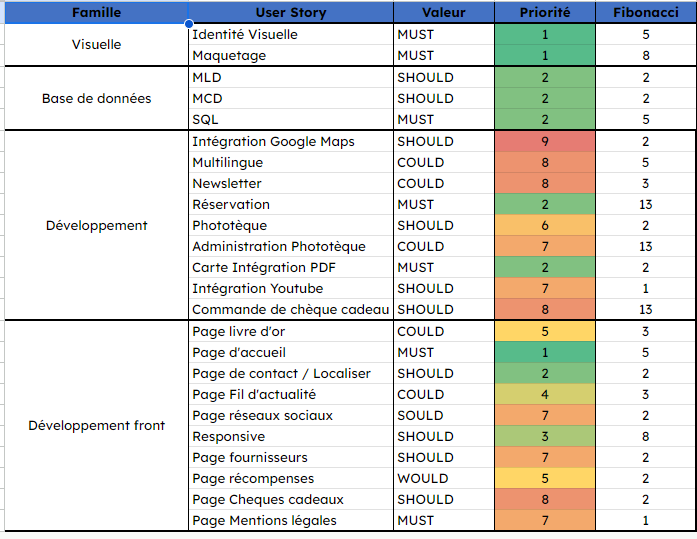 Famille User Story Valeur Priorité Fibonacci
Visuelle
Identité Visuelle MUST 1 5
Maquetage MUST 1 8
Base de données
MLD SHOULD 2 2
MCD SHOULD 2 2
SQL MUST 2 5
Développement
Intégration Google Maps SHOULD 9 2
Multilingue COULD 8 5
Newsletter COULD 8 3
Réservation MUST 2 13
Phototèque SHOULD 6 2
Administration Phototèque COULD 7 13
Carte Intégration PDF MUST 2 2
Intégration Youtube SHOULD 7 1
Commande de chèque cadeau SHOULD 8 13
Développement front
Page livre d'or COULD 5 3
Page d'accueil MUST 1 5
Page de contact / Localiser SHOULD 2 2
Page Fil d'actualité COULD 4 3
Page réseaux sociaux SOULD 7 2
Responsive SHOULD 3 8
Page fournisseurs SHOULD 7 2
Page récompenses WOULD 5 2
Page Cheques cadeaux SHOULD 8 2
Page Mentions légales MUST 7 1